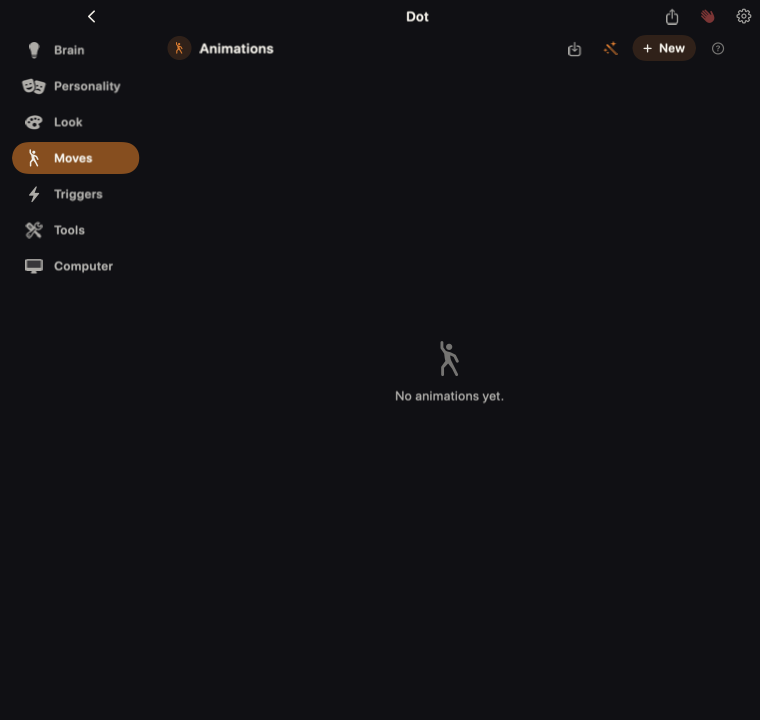 Dot
Brain
Personality
Look
Moves
Triggers
Tools
Computer
Animations
+ New
?
No animations yet.